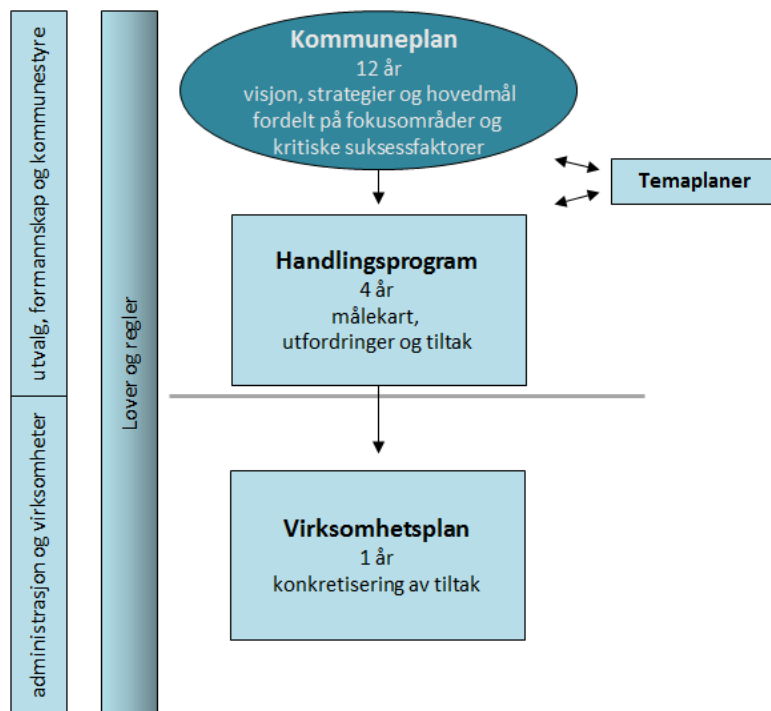 utvalg, formannskap og kommunestyre
administrasjon og virksomheter
Lover og regler
Kommuneplan
12 år
visjon, strategier og hovedmål
fordelt på fokusområder og
kritiske suksessfaktorer
Temaplaner
Handlingsprogram
4 år
målekart,
utfordringer og tiltak
Virksomhetsplan
1 år
konkretisering av tiltak